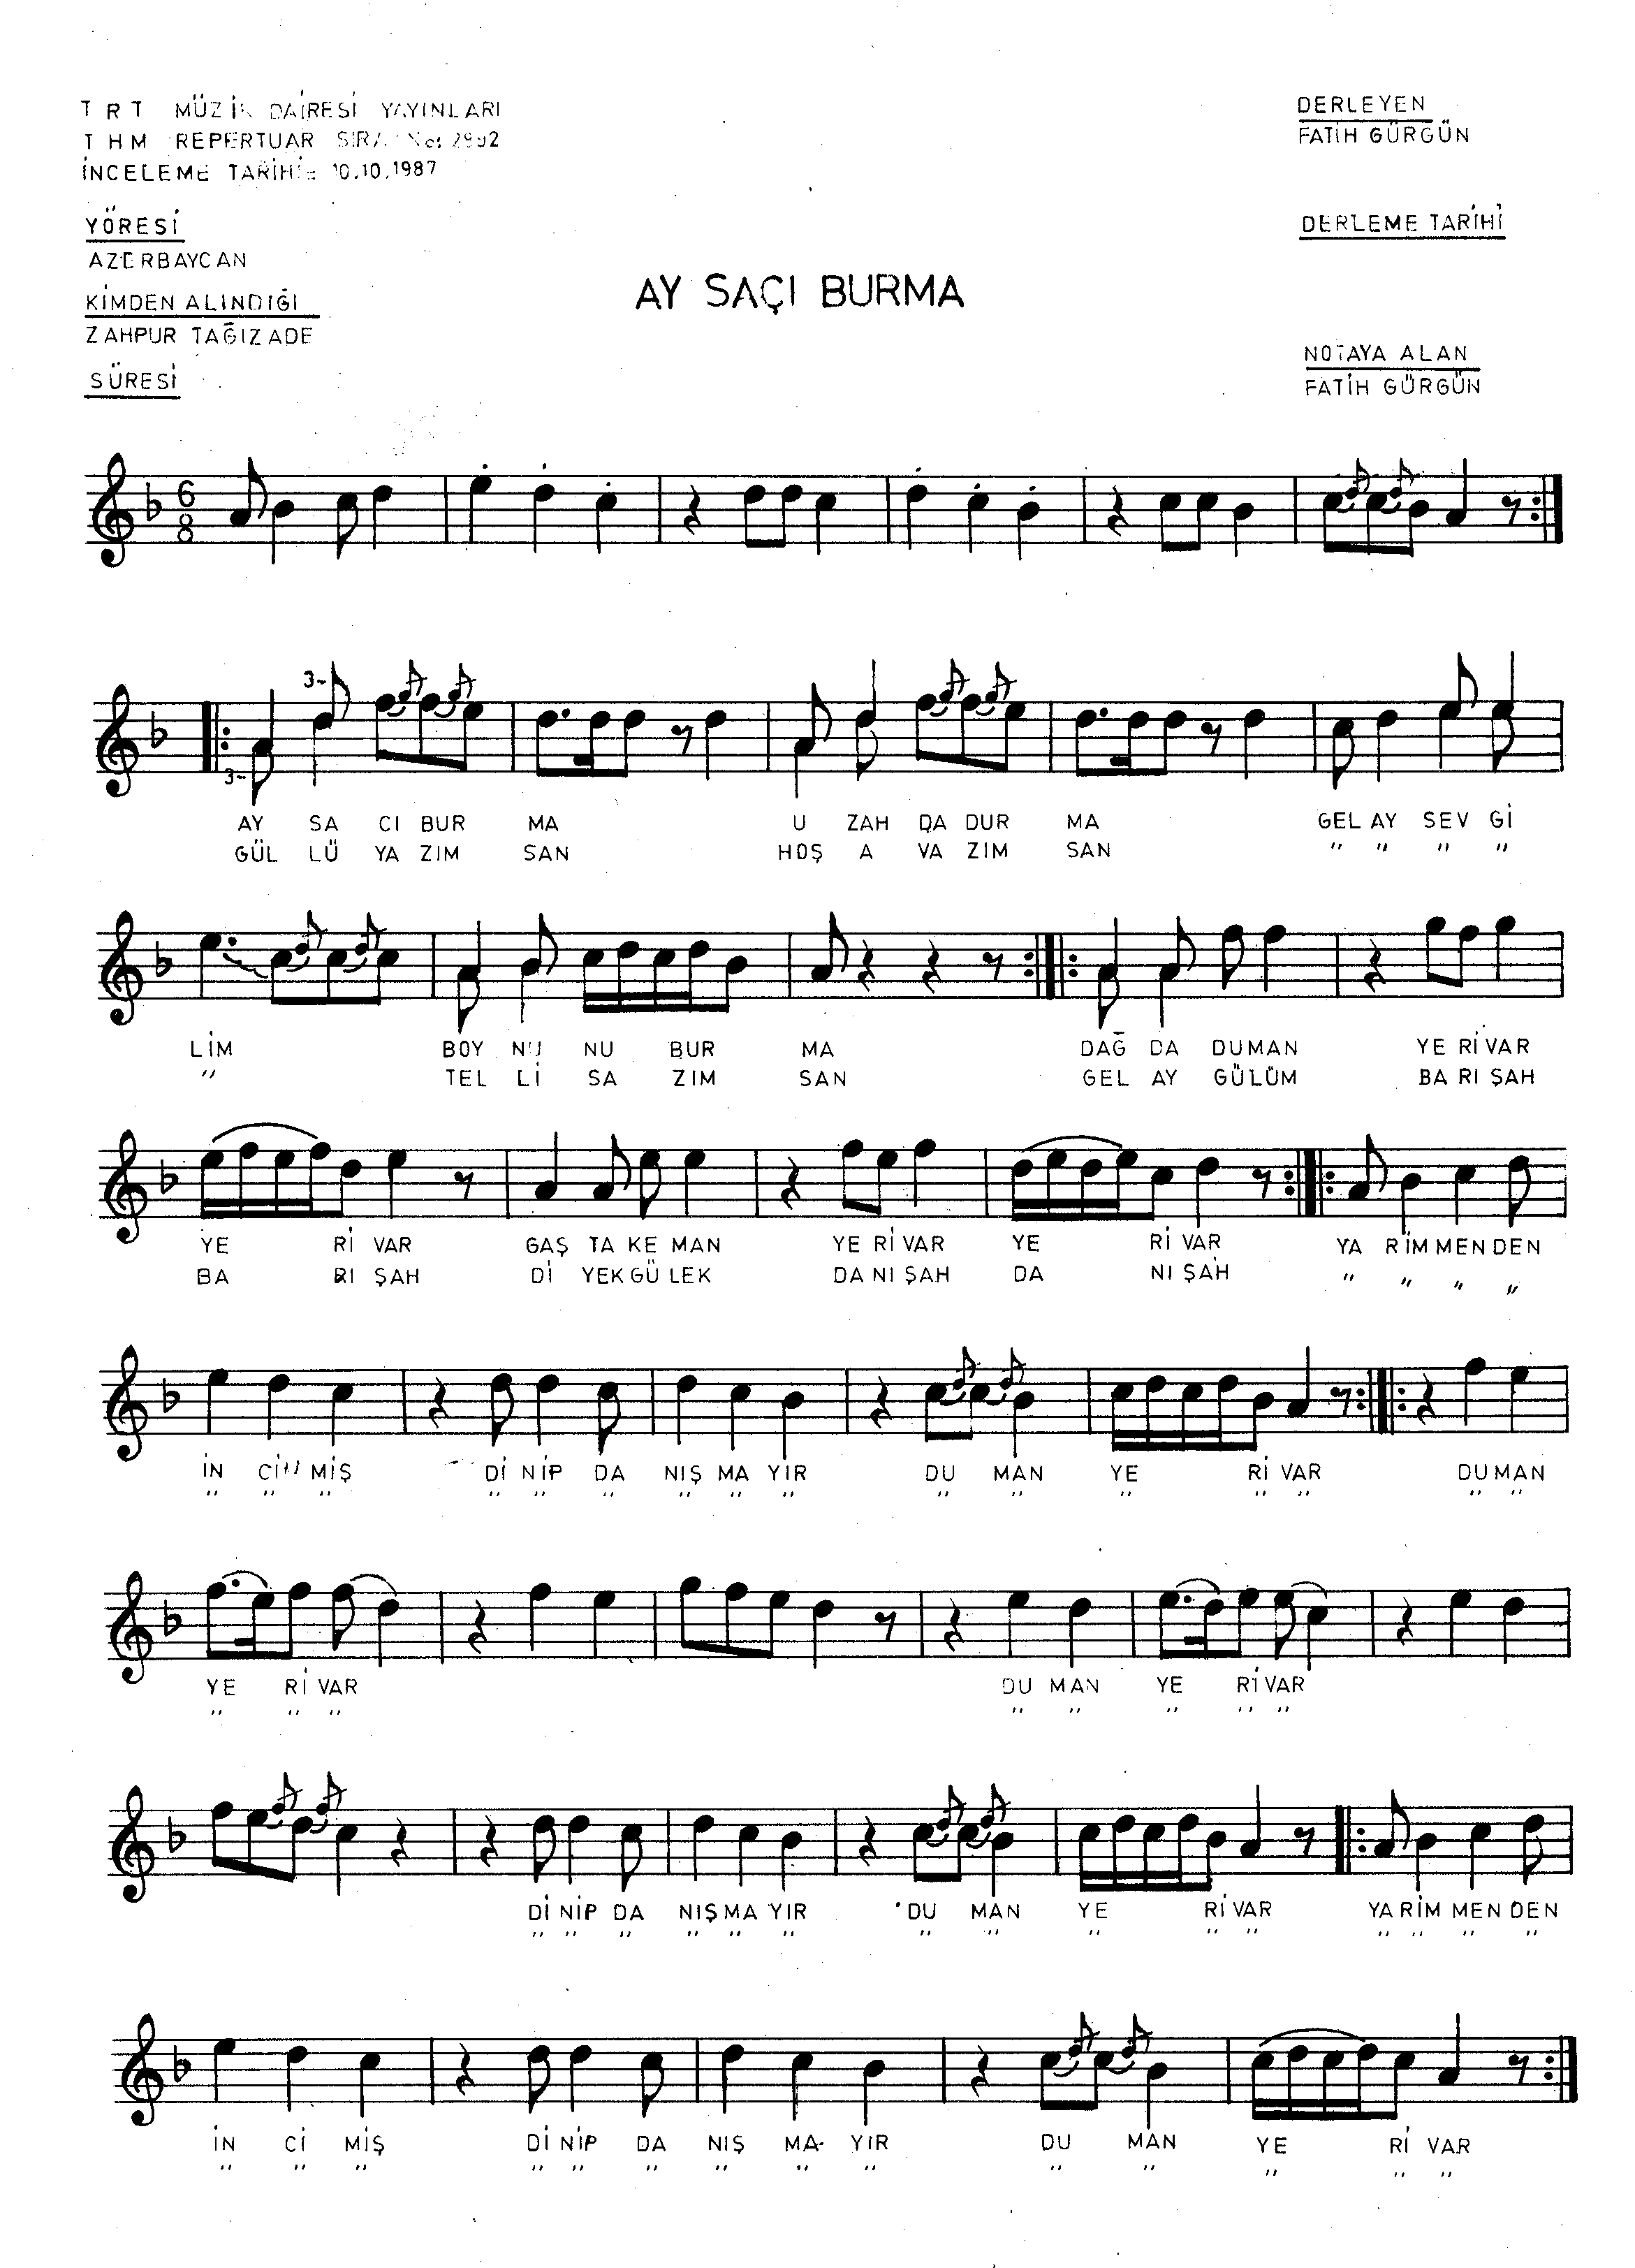 TRT MÜZİK DAİRESİ YAYINLARI
THM REPERTUAR SIRA No:
İNCELEME TARİHİ: 10.10.1987
DERLEYEN
FATİH GÜRGÜN
YÖRESİ
AZERBAYCAN
DERLEME TARİHİ
KİMDEN ALINDIĞI
ZAHPUR TAĞIZADE
AY SAÇI BURMA
SÜRESİ
NOTAYA ALAN
FATİH GÜRGÜN
6
8
3-
3-
AY SA CI BUR MA U ZAH DA DUR MA GEL AY SEV Gİ
GÜL LÜ YA ZIM SAN HOŞ A VA ZIM SAN " " " "
LİM BOY NU NU BUR MA DAĞ DA DUMAN YE Rİ VAR
" TEL Lİ SA ZIM SAN GEL AY GÜLÜM BA RI ŞAH
YE Rİ VAR GAŞ TA KE MAN YE Rİ VAR YE Rİ VAR YA RİM MEN DEN
BA RI ŞAH Dİ YEK GÜ LEK DA NI ŞAH DA NI ŞAH " " " "
İN CİN MİŞ Dİ NİP DA NIŞ MA YIR DU MAN YE Rİ VAR DU MAN
" " " " " " " " " " " " " " " "
YE Rİ VAR DU MAN YE Rİ VAR
" " " " " " " "
Dİ NİP DA NIŞ MA YIR DU MAN YE Rİ VAR YA RİM MEN DEN
" " " " " " " " " " " " " " "
İN Cİ MİŞ Dİ NİP DA NIŞ MA YIR DU MAN YE Rİ VAR
" " " " " " " " " " " " " "